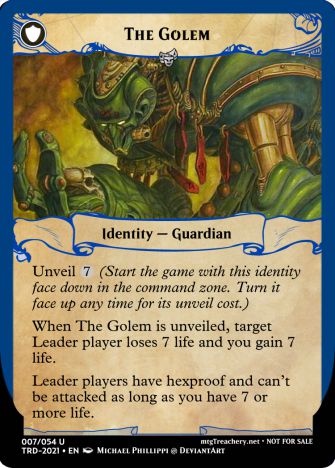 THE GOLEM
Identity — Guardian
Unveil 7 (Start the game with this identity
face down in the command zone. Turn it
face up any time for its unveil cost.)
When The Golem is unveiled, target
Leader player loses 7 life and you gain 7
life.
Leader players have hexproof and can't
be attacked as long as you have 7 or
more life.
007/054 U
mtgTreachery.net • NOT FOR SALE
TRD-2021 • EN MICHAEL PHILLIPPI @ DEVIANTART